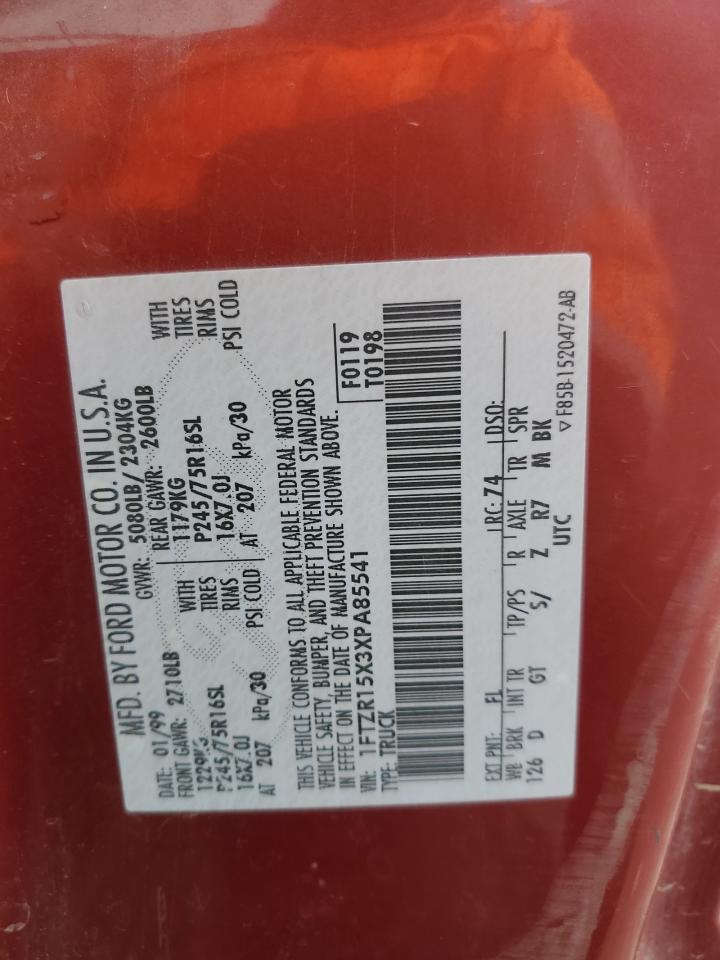 MFD. BY FORD MOTOR CO. IN U.S.A.
DATE: 01/99 GVWR: 5080LB/2304KG
FRONT GAWR: 2710LB REAR GAWR: 2600LB
1229KG WITH 1179KG WITH
P245/75R16SL TIRES P245/75R16SL TIRES
16X7.0J RIMS 16X7.0J RIMS
AT 207 kPa/30 PSI COLD AT 207 kPa/30 PSI COLD
THIS VEHICLE CONFORMS TO ALL APPLICABLE FEDERAL MOTOR
VEHICLE SAFETY, BUMPER, AND THEFT PREVENTION STANDARDS
IN EFFECT ON THE DATE OF MANUFACTURE SHOWN ABOVE.
VIN: 1FTZR15X3XPA85541 F0119
TYPE: TRUCK T0198
EXT PNT: FL RC: 74 DSO:
WB BRK INT TR TP/PS R AXLE TR SPR
126 D GT S/ Z R7 M BK
UTC ▽ F85B-1520472-AB